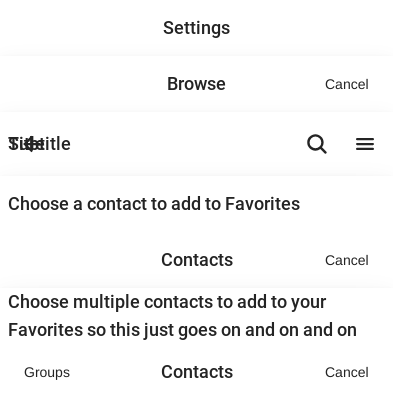 Settings
Browse
Cancel
Title
Subtitle
Choose a contact to add to Favorites
Contacts
Cancel
Choose multiple contacts to add to your
Favorites so this just goes on and on and on
Groups
Contacts
Cancel